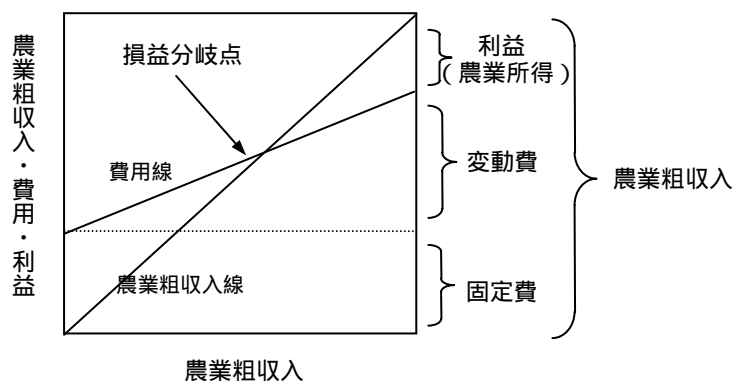 農業粗収入・費用・利益
損益分岐点
費用線
農業粗収入線
農業粗収入
利益
(農業所得)
変動費
固定費
農業粗収入